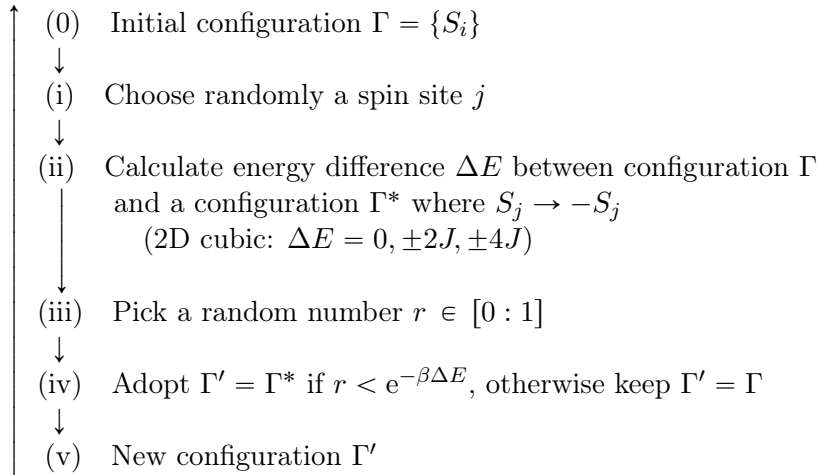 (0) Initial configuration Γ = {S_i}
(i) Choose randomly a spin site j
(ii) Calculate energy difference ΔE between configuration Γ
and a configuration Γ* where S_j → −S_j
(2D cubic: ΔE = 0, ±2J, ±4J)
(iii) Pick a random number r ∈ [0 : 1]
(iv) Adopt Γ′ = Γ* if r < e^{−βΔE}, otherwise keep Γ′ = Γ
(v) New configuration Γ′